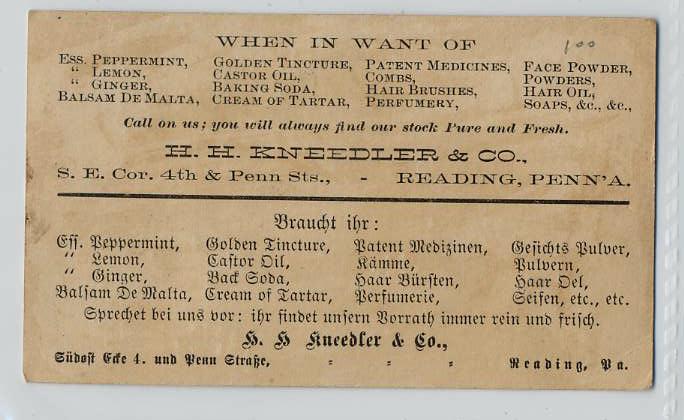 1 00
WHEN IN WANT OF
ESS. PEPPERMINT, GOLDEN TINCTURE, PATENT MEDICINES, FACE POWDER,
“ LEMON, CASTOR OIL, COMBS, POWDERS,
“ GINGER, BAKING SODA, HAIR BRUSHES, HAIR OIL,
BALSAM DE MALTA, CREAM OF TARTAR, PERFUMERY, SOAPS, &c., &c.,
Call on us; you will always find our stock Pure and Fresh.
H. H. KNEEDLER & CO.,
S. E. Cor. 4th & Penn Sts., - READING, PENN'A.
Braucht ihr:
Eſſ. Peppermint, Golden Tincture, Patent Medizinen, Geſichts Pulver,
“ Lemon, Caſtor Oil, Kämme, Pulvern,
“ Ginger, Back Soda, Haar Bürſten, Haar Oel,
Balſam De Malta, Cream of Tartar, Perfumerie, Seifen, etc., etc.
Sprechet bei uns vor: ihr findet unſern Vorrath immer rein und friſch.
H. H Kneedler & Co.,
Südoſt Ecke 4. und Penn Straße, - - - Reading, Pa.